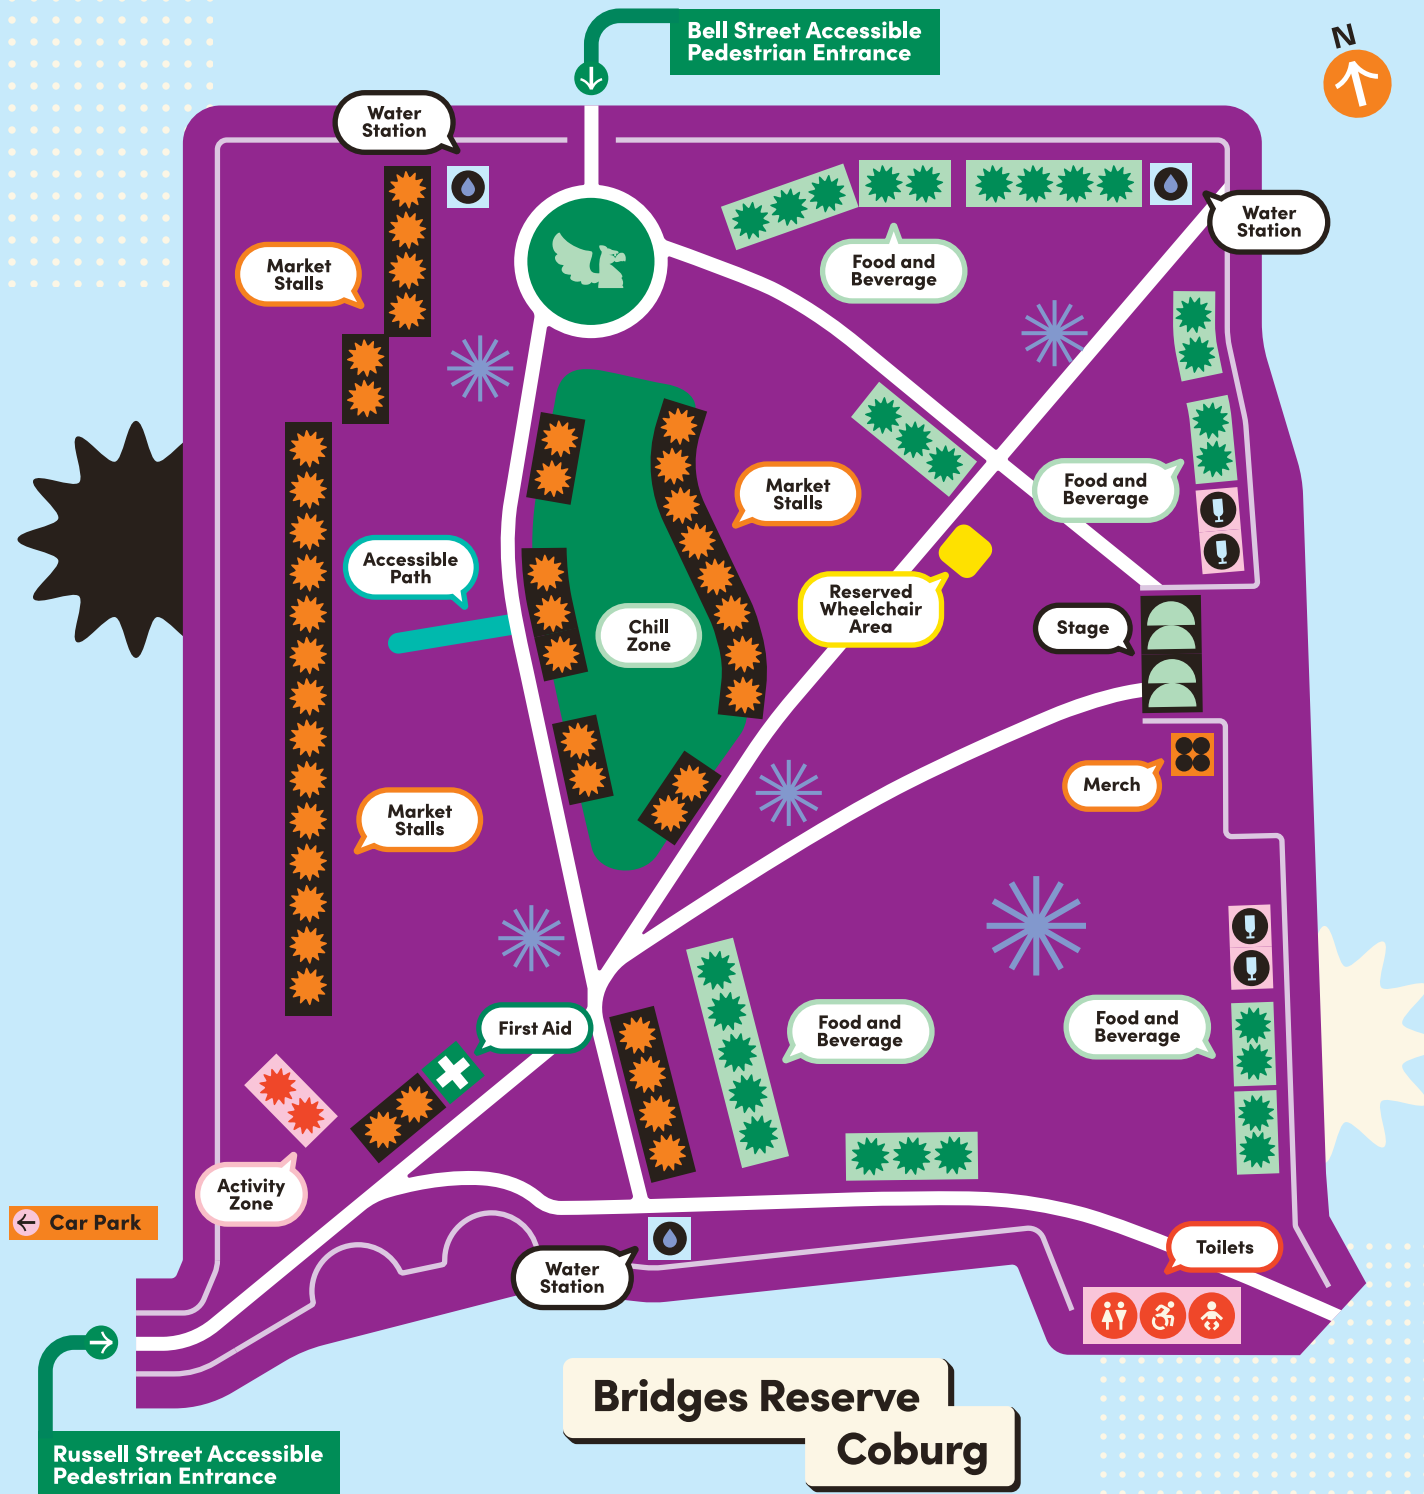 Bell Street Accessible
Pedestrian Entrance
N
Water
Station
Water
Station
Market
Stalls
Food and
Beverage
Market
Stalls
Food and
Beverage
Accessible
Path
Reserved
Wheelchair
Area
Chill
Zone
Stage
Merch
Market
Stalls
First Aid
Food and
Beverage
Food and
Beverage
Activity
Zone
Car Park
Water
Station
Toilets
Bridges Reserve
Coburg
Russell Street Accessible
Pedestrian Entrance